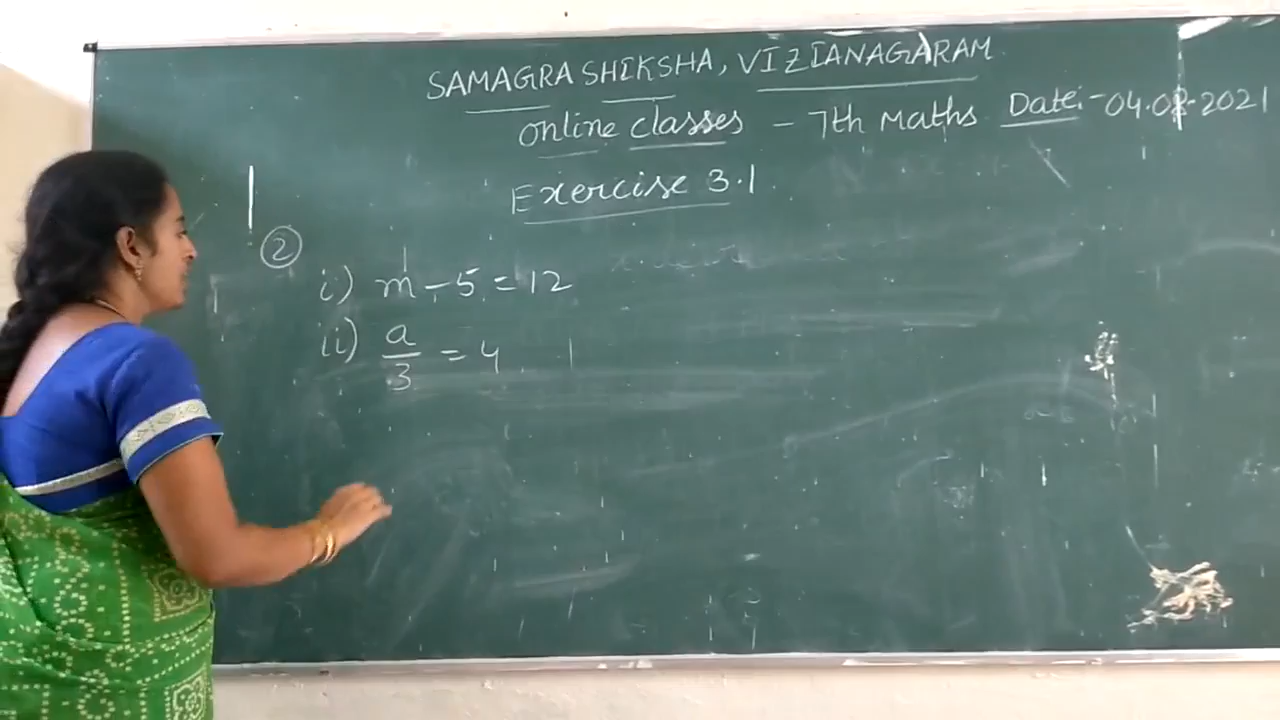 SAMAGRA SHIKSHA, VIZIANAGARAM
Online classes - 7th Maths Date:- 04.08.2021
Exercise 3.1
②
i) m - 5 = 12
ii) a/3 = 4